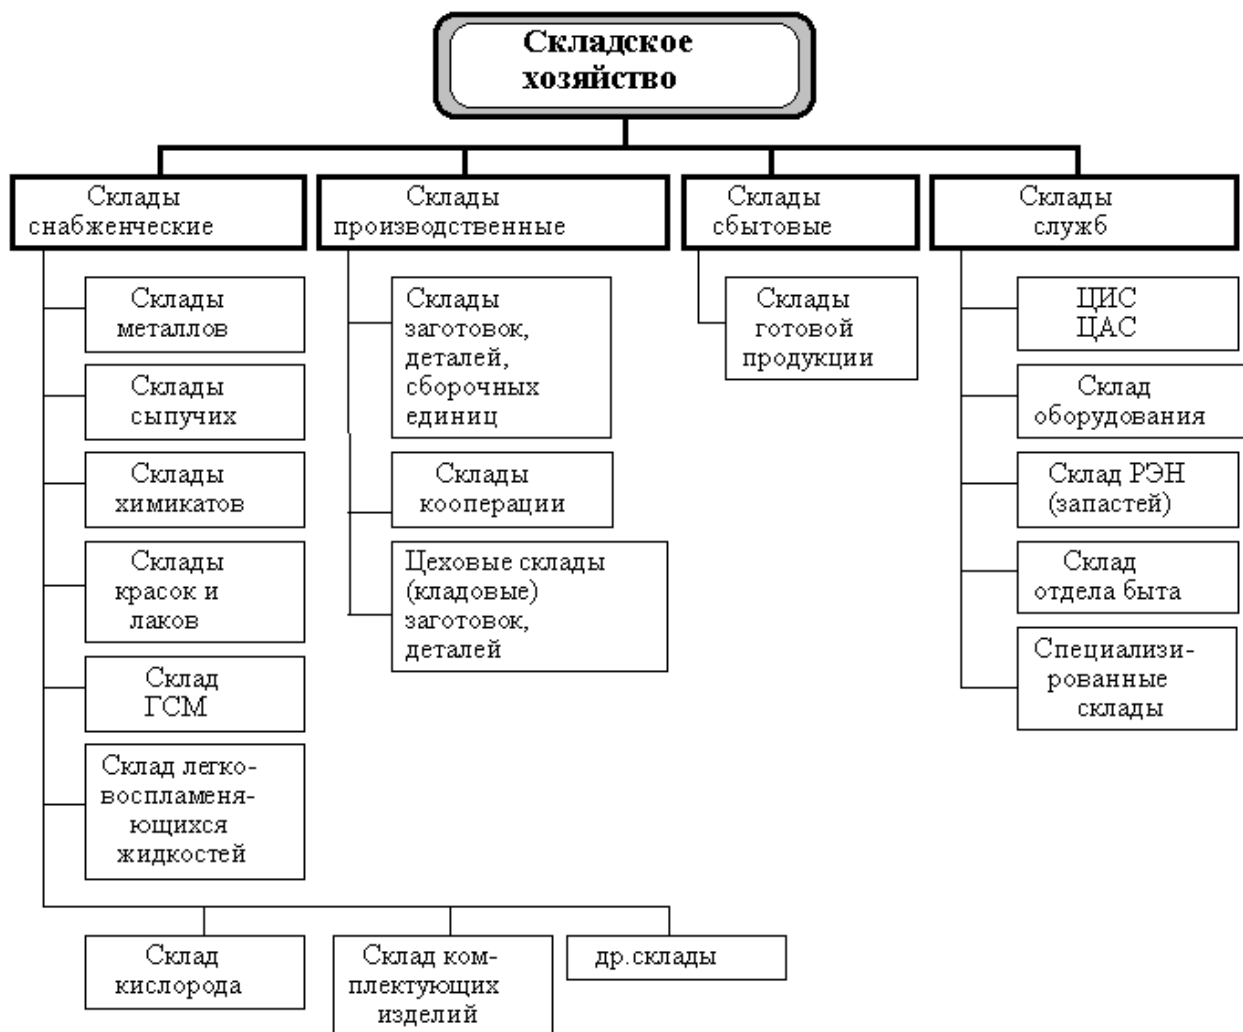 Складское
хозяйство
Склады
снабженческие
Склады
производственные
Склады
сбытовые
Склады
служб
Склады
металлов
Склады
сыпучих
Склады
химикатов
Склады
красок и
лаков
Склад
ГСМ
Склад легко-
воспламеня-
ющихся
жидкостей
Склад
кислорода
Склад ком-
плектующих
изделий
др.склады
Склады
заготовок,
деталей,
сборочных
единиц
Склады
кооперации
Цеховые склады
(кладовые)
заготовок,
деталей
Склады
готовой
продукции
ЦИС
ЦАС
Склад
оборудования
Склад РЭН
(запастей)
Склад
отдела быта
Специализи-
рованные
склады